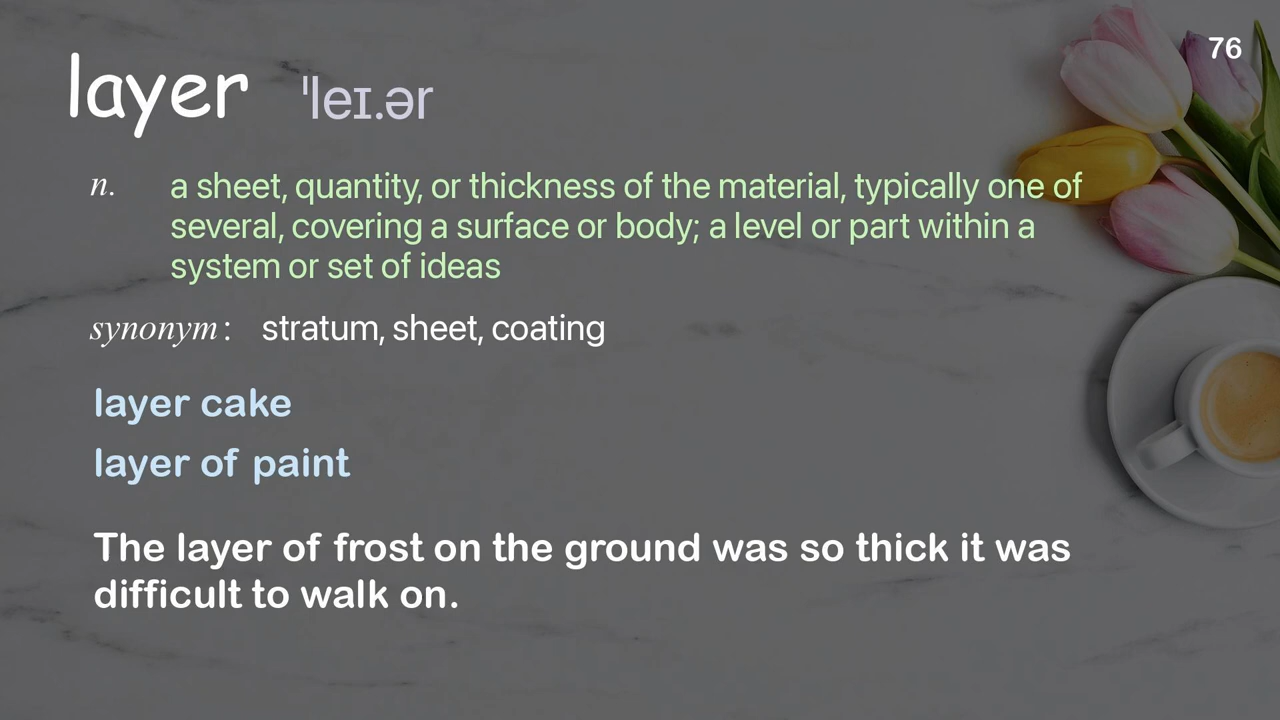 76
layer ˈleɪ.ər
n. a sheet, quantity, or thickness of the material, typically one of
several, covering a surface or body; a level or part within a
system or set of ideas
synonym: stratum, sheet, coating
layer cake
layer of paint
The layer of frost on the ground was so thick it was
difficult to walk on.